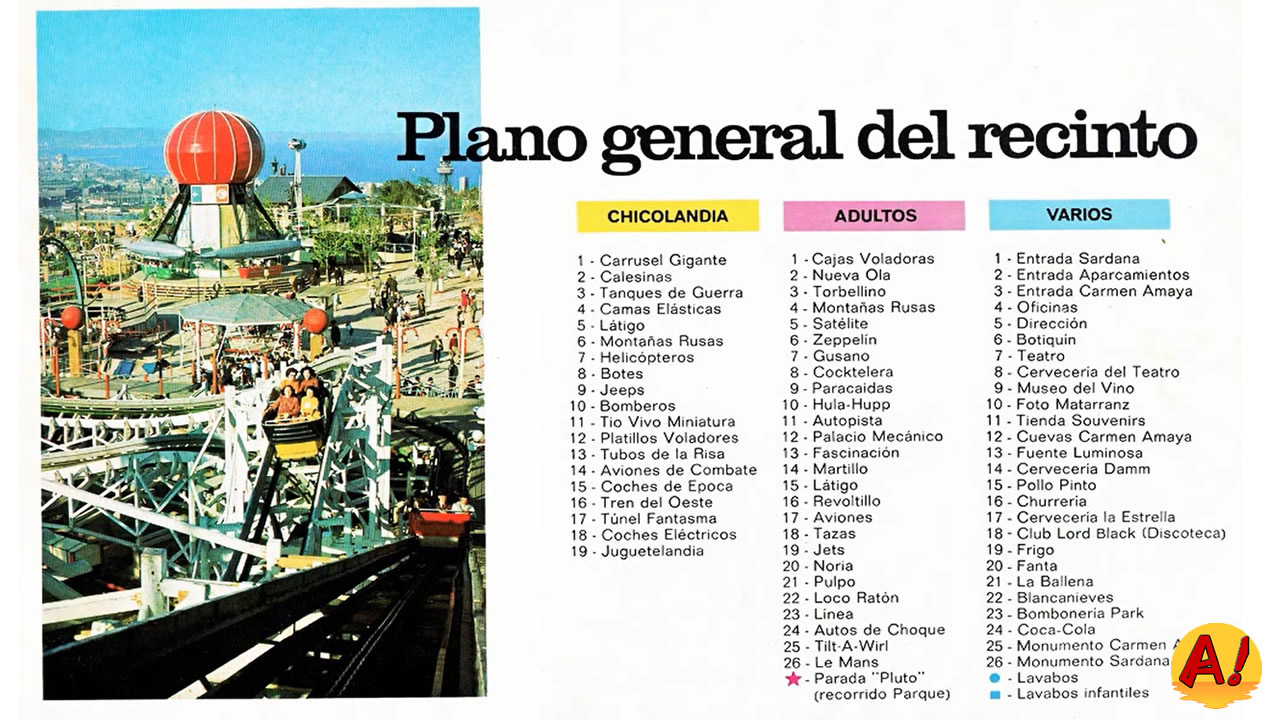 Plano general del recinto
CHICOLANDIA
1 - Carrusel Gigante
2 - Calesinas
3 - Tanques de Guerra
4 - Camas Elásticas
5 - Látigo
6 - Montañas Rusas
7 - Helicópteros
8 - Botes
9 - Jeeps
10 - Bomberos
11 - Tio Vivo Miniatura
12 - Platillos Voladores
13 - Tubos de la Risa
14 - Aviones de Combate
15 - Coches de Epoca
16 - Tren del Oeste
17 - Túnel Fantasma
18 - Coches Eléctricos
19 - Juguetelandia
ADULTOS
1 - Cajas Voladoras
2 - Nueva Ola
3 - Torbellino
4 - Montañas Rusas
5 - Satélite
6 - Zeppelín
7 - Gusano
8 - Cocktelera
9 - Paracaidas
10 - Hula-Hupp
11 - Autopista
12 - Palacio Mecánico
13 - Fascinación
14 - Martillo
15 - Látigo
16 - Revoltillo
17 - Aviones
18 - Tazas
19 - Jets
20 - Noria
21 - Pulpo
22 - Loco Ratón
23 - Línea
24 - Autos de Choque
25 - Tilt-A-Wirl
26 - Le Mans
- Parada "Pluto"
(recorrido Parque)
VARIOS
1 - Entrada Sardana
2 - Entrada Aparcamientos
3 - Entrada Carmen Amaya
4 - Oficinas
5 - Dirección
6 - Botiquin
7 - Teatro
8 - Cervecería del Teatro
9 - Museo del Vino
10 - Foto Matarranz
11 - Tienda Souvenirs
12 - Cuevas Carmen Amaya
13 - Fuente Luminosa
14 - Cervecería Damm
15 - Pollo Pinto
16 - Churrería
17 - Cervecería la Estrella
18 - Club Lord Black (Discoteca)
19 - Frigo
20 - Fanta
21 - La Ballena
22 - Blancanieves
23 - Bombonería Park
24 - Coca-Cola
25 - Monumento Carmen A
26 - Monumento Sardana
- Lavabos
- Lavabos infantiles
A!